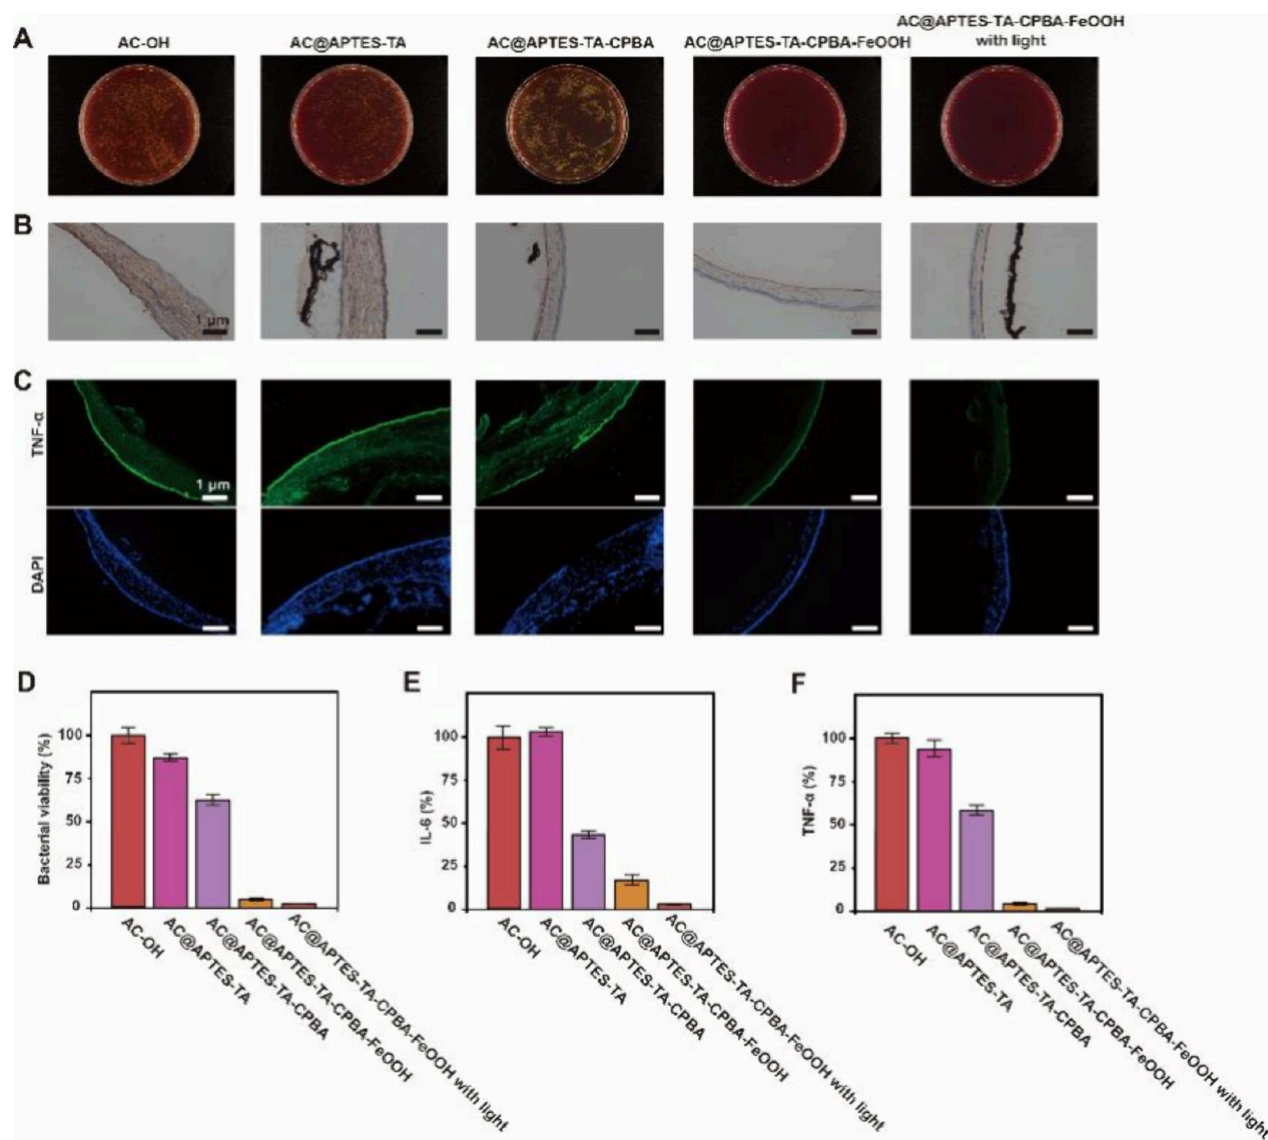 A
AC-OH
AC@APTES-TA
AC@APTES-TA-CPBA
AC@APTES-TA-CPBA-FeOOH
AC@APTES-TA-CPBA-FeOOH
with light
B
1 μm
C
TNF-α
1 μm
DAPI
D
Bacterial viability (%)
100
75
50
25
0
AC-OH
AC@APTES-TA
AC@APTES-TA-CPBA
AC@APTES-TA-CPBA-FeOOH
AC@APTES-TA-CPBA-FeOOH with light
E
IL-6 (%)
100
75
50
25
0
AC-OH
AC@APTES-TA
AC@APTES-TA-CPBA
AC@APTES-TA-CPBA-FeOOH
AC@APTES-TA-CPBA-FeOOH with light
F
TNF-α (%)
100
75
50
25
0
AC-OH
AC@APTES-TA
AC@APTES-TA-CPBA
AC@APTES-TA-CPBA-FeOOH
AC@APTES-TA-CPBA-FeOOH with light